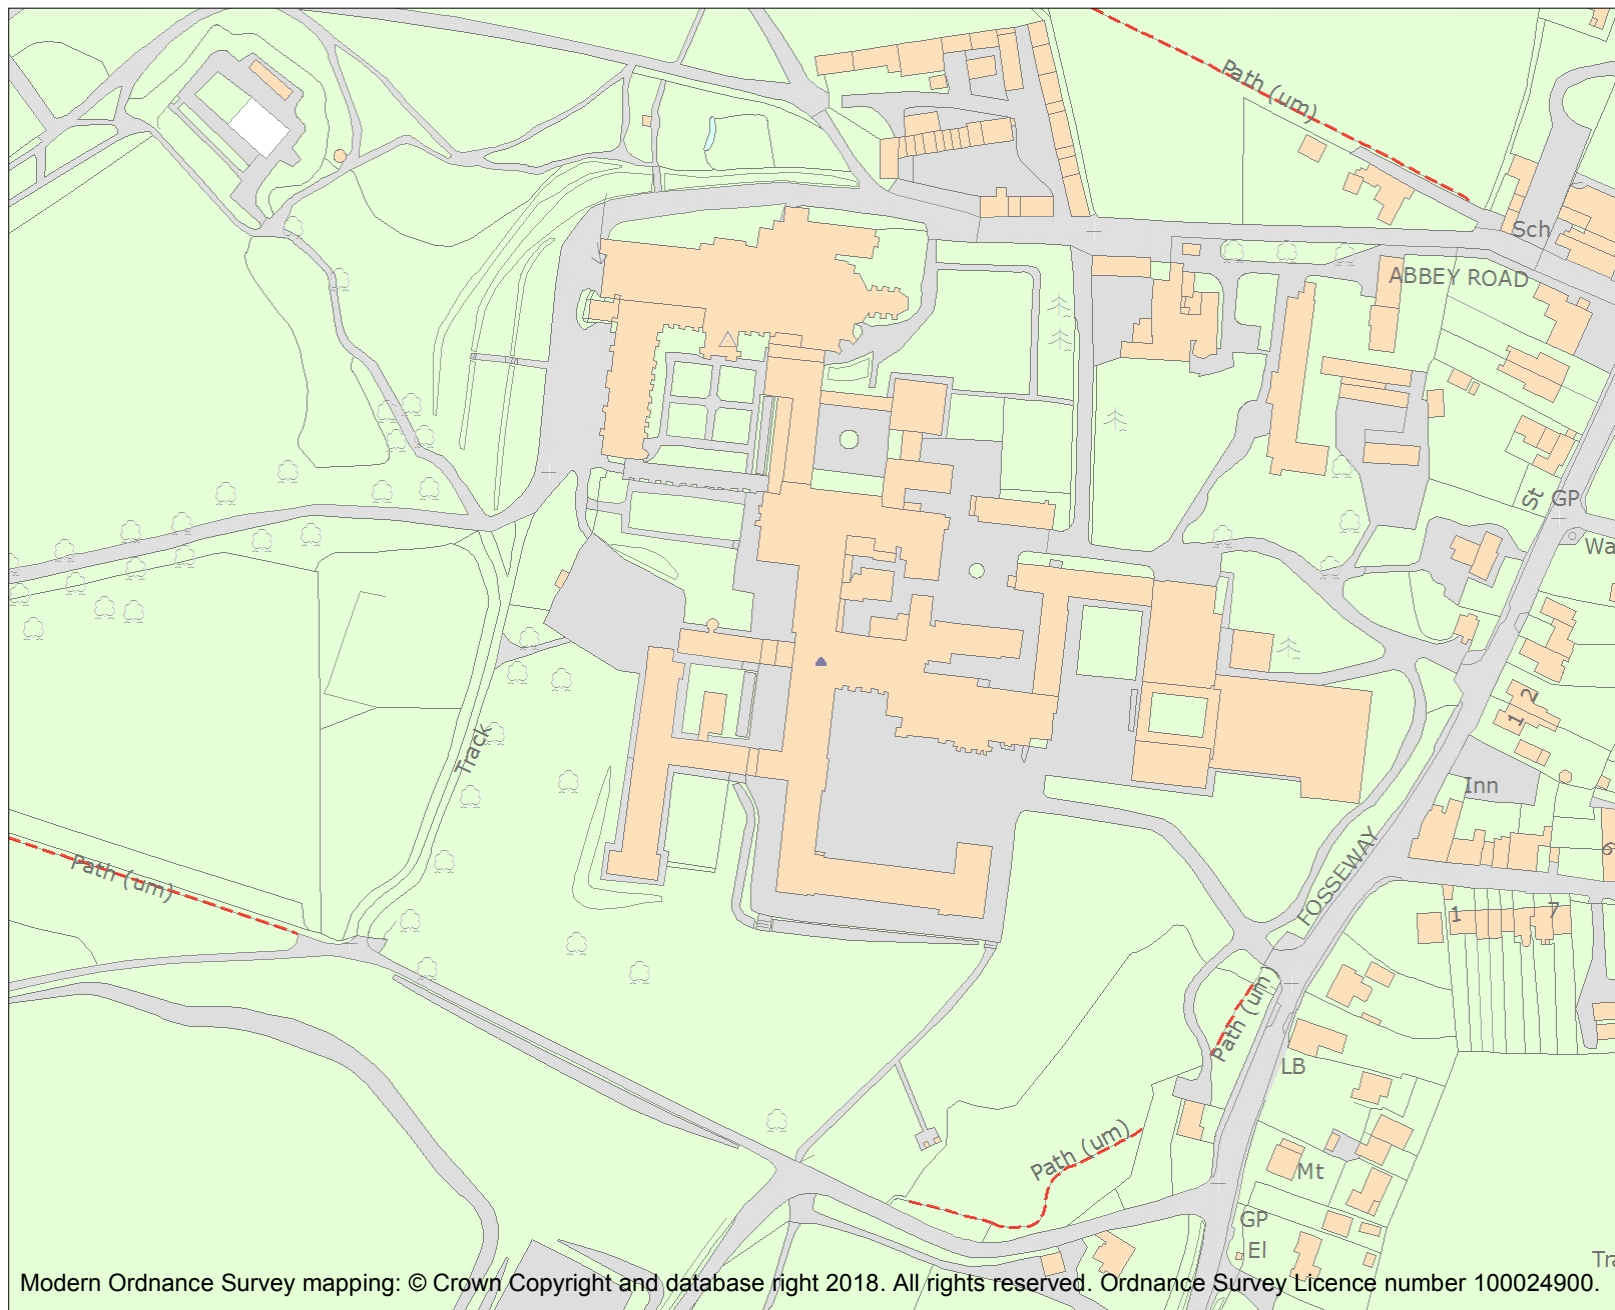 Path (um)
Sch
ABBEY ROAD
St
GP
Wa
Track
1 2
Inn
Path (um)
FOSSEWAY
6
1
7
Path (um)
LB
Path (um)
Mt
GP
El
Tra
Modern Ordnance Survey mapping: © Crown Copyright and database right 2018. All rights reserved. Ordnance Survey Licence number 100024900.